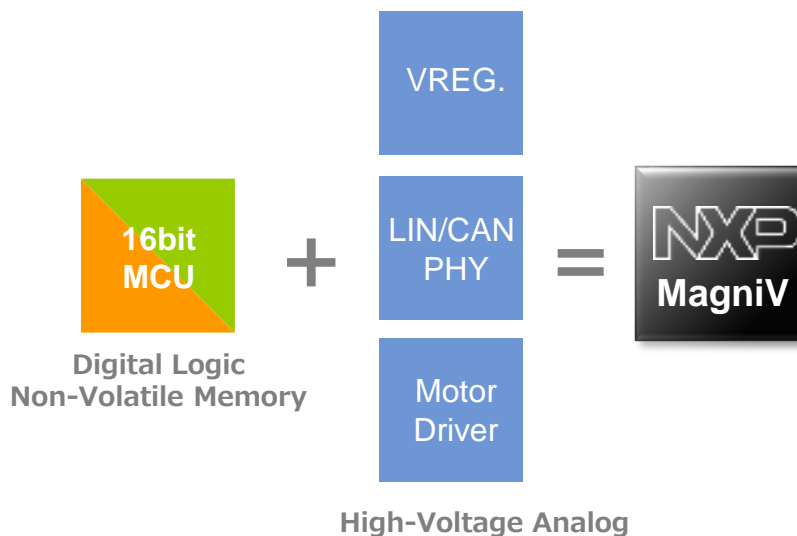 VREG.
16bit
MCU
+
LIN/CAN
PHY
=
NXP
MagniV
Digital Logic
Non-Volatile Memory
Motor
Driver
High-Voltage Analog